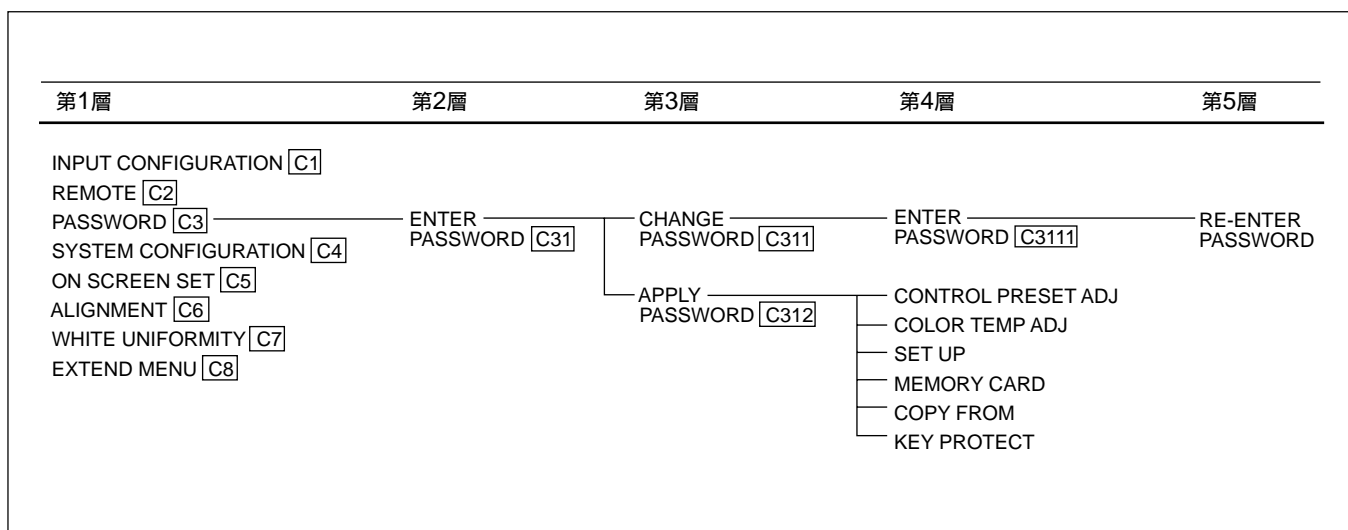 第1層 第2層 第3層 第4層 第5層
INPUT CONFIGURATION C1
REMOTE C2
PASSWORD C3
SYSTEM CONFIGURATION C4
ON SCREEN SET C5
ALIGNMENT C6
WHITE UNIFORMITY C7
EXTEND MENU C8
ENTER
PASSWORD C31
CHANGE
PASSWORD C311
APPLY
PASSWORD C312
ENTER
PASSWORD C3111
CONTROL PRESET ADJ
COLOR TEMP ADJ
SET UP
MEMORY CARD
COPY FROM
KEY PROTECT
RE-ENTER
PASSWORD